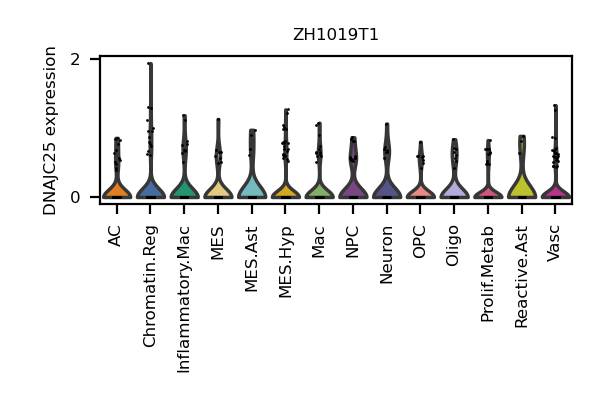 ZH1019T1
DNAJC25 expression
2
0
AC
Chromatin.Reg
Inflammatory.Mac
MES
MES.Ast
MES.Hyp
Mac
NPC
Neuron
OPC
Oligo
Prolif.Metab
Reactive.Ast
Vasc